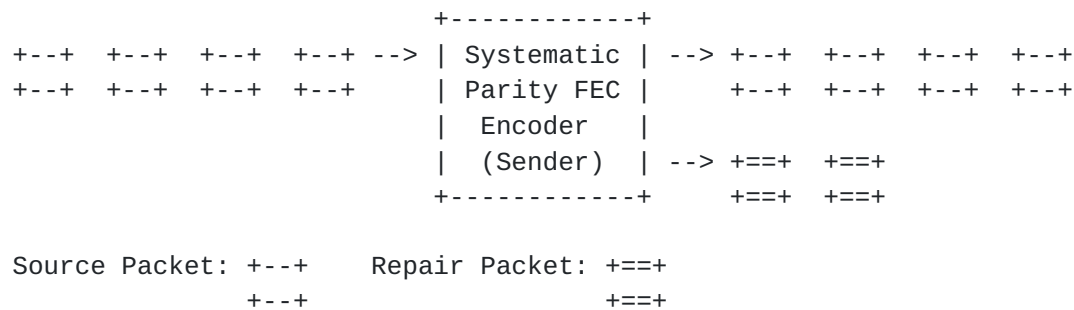 +------------+
+--+  +--+  +--+  +--+ --> | Systematic | --> +--+  +--+  +--+  +--+
+--+  +--+  +--+  +--+     | Parity FEC |     +--+  +--+  +--+  +--+
                           |  Encoder   |
                           |  (Sender)  | --> +==+  +==+
                           +------------+     +==+  +==+

Source Packet: +--+    Repair Packet: +==+
               +--+                   +==+